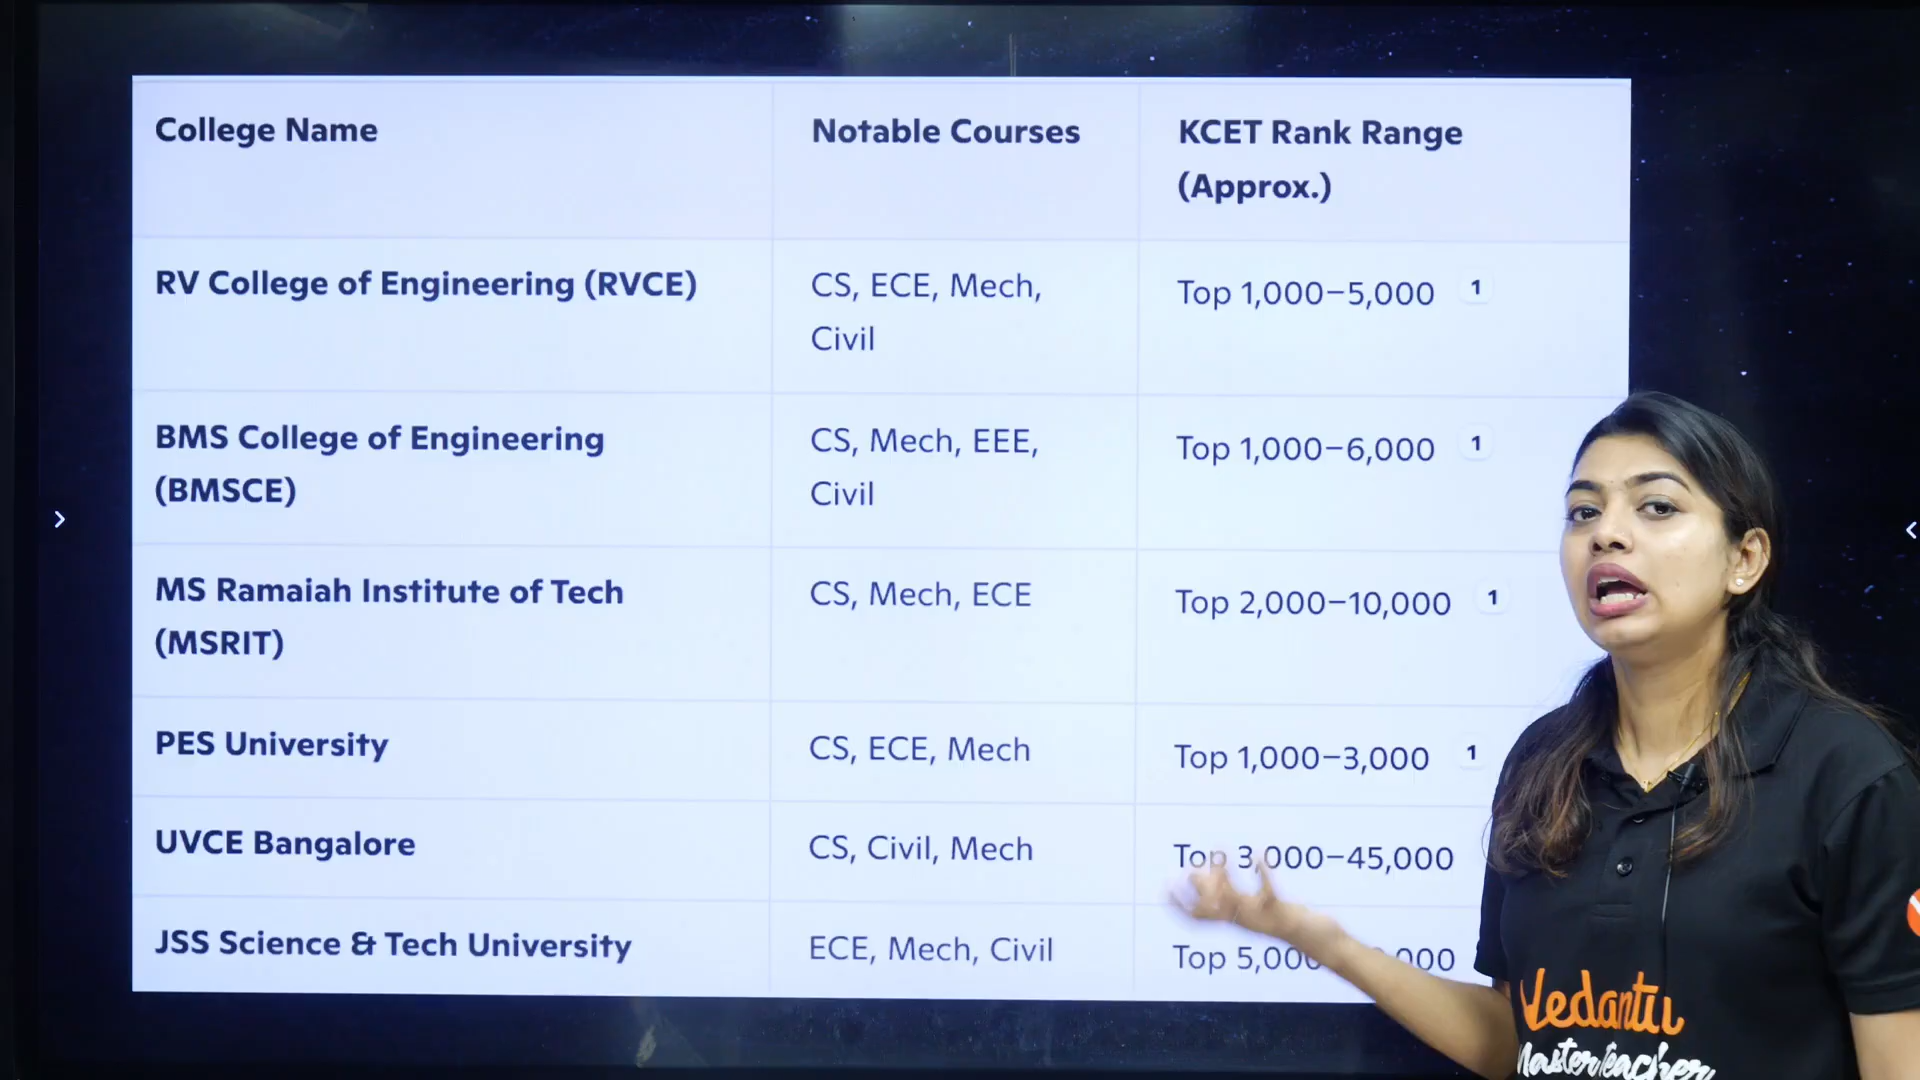 College Name
Notable Courses
KCET Rank Range
(Approx.)
RV College of Engineering (RVCE)
CS, ECE, Mech,
Civil
Top 1,000–5,000 1
BMS College of Engineering
(BMSCE)
CS, Mech, EEE,
Civil
Top 1,000–6,000 1
MS Ramaiah Institute of Tech
(MSRIT)
CS, Mech, ECE
Top 2,000–10,000 1
PES University
CS, ECE, Mech
Top 1,000–3,000 1
UVCE Bangalore
CS, Civil, Mech
Top 3,000–45,000
JSS Science & Tech University
ECE, Mech, Civil
Top
Vedantu
Master Teacher